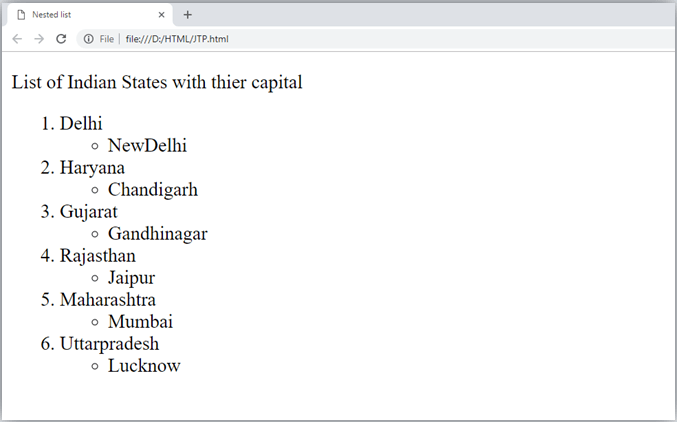 Nested list
File | file:///D:/HTML/JTP.html
List of Indian States with thier capital
1. Delhi
○ NewDelhi
2. Haryana
○ Chandigarh
3. Gujarat
○ Gandhinagar
4. Rajasthan
○ Jaipur
5. Maharashtra
○ Mumbai
6. Uttarpradesh
○ Lucknow